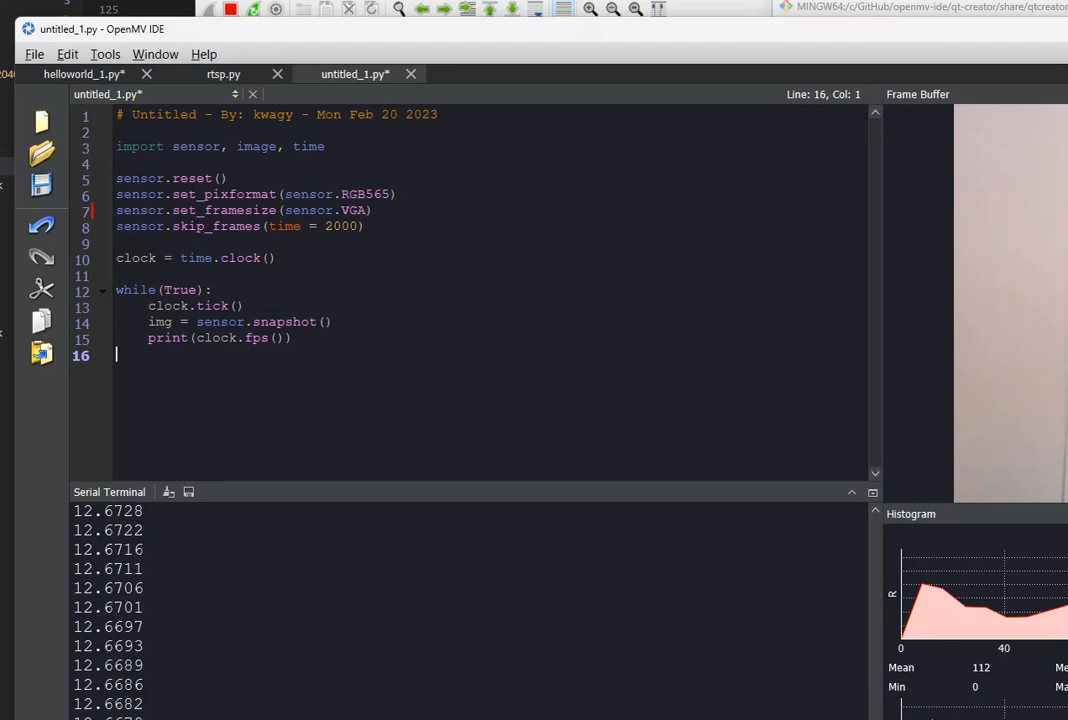 125
MINGW64:/c/GitHub/openmv-ide/qt-creator/share/qtcreator
untitled_1.py - OpenMV IDE
File Edit Tools Window Help
helloworld_1.py* rtsp.py untitled_1.py*
untitled_1.py* Line: 16, Col: 1 Frame Buffer
1 # Untitled - By: kwagy - Mon Feb 20 2023
2
3 import sensor, image, time
4
5 sensor.reset()
6 sensor.set_pixformat(sensor.RGB565)
7 sensor.set_framesize(sensor.VGA)
8 sensor.skip_frames(time = 2000)
9
10 clock = time.clock()
11
12 while(True):
13 clock.tick()
14 img = sensor.snapshot()
15 print(clock.fps())
16
Serial Terminal
12.6728
12.6722
12.6716
12.6711
12.6706
12.6701
12.6697
12.6693
12.6689
12.6686
12.6682
Histogram
R
0 40
Mean 112
Min 0